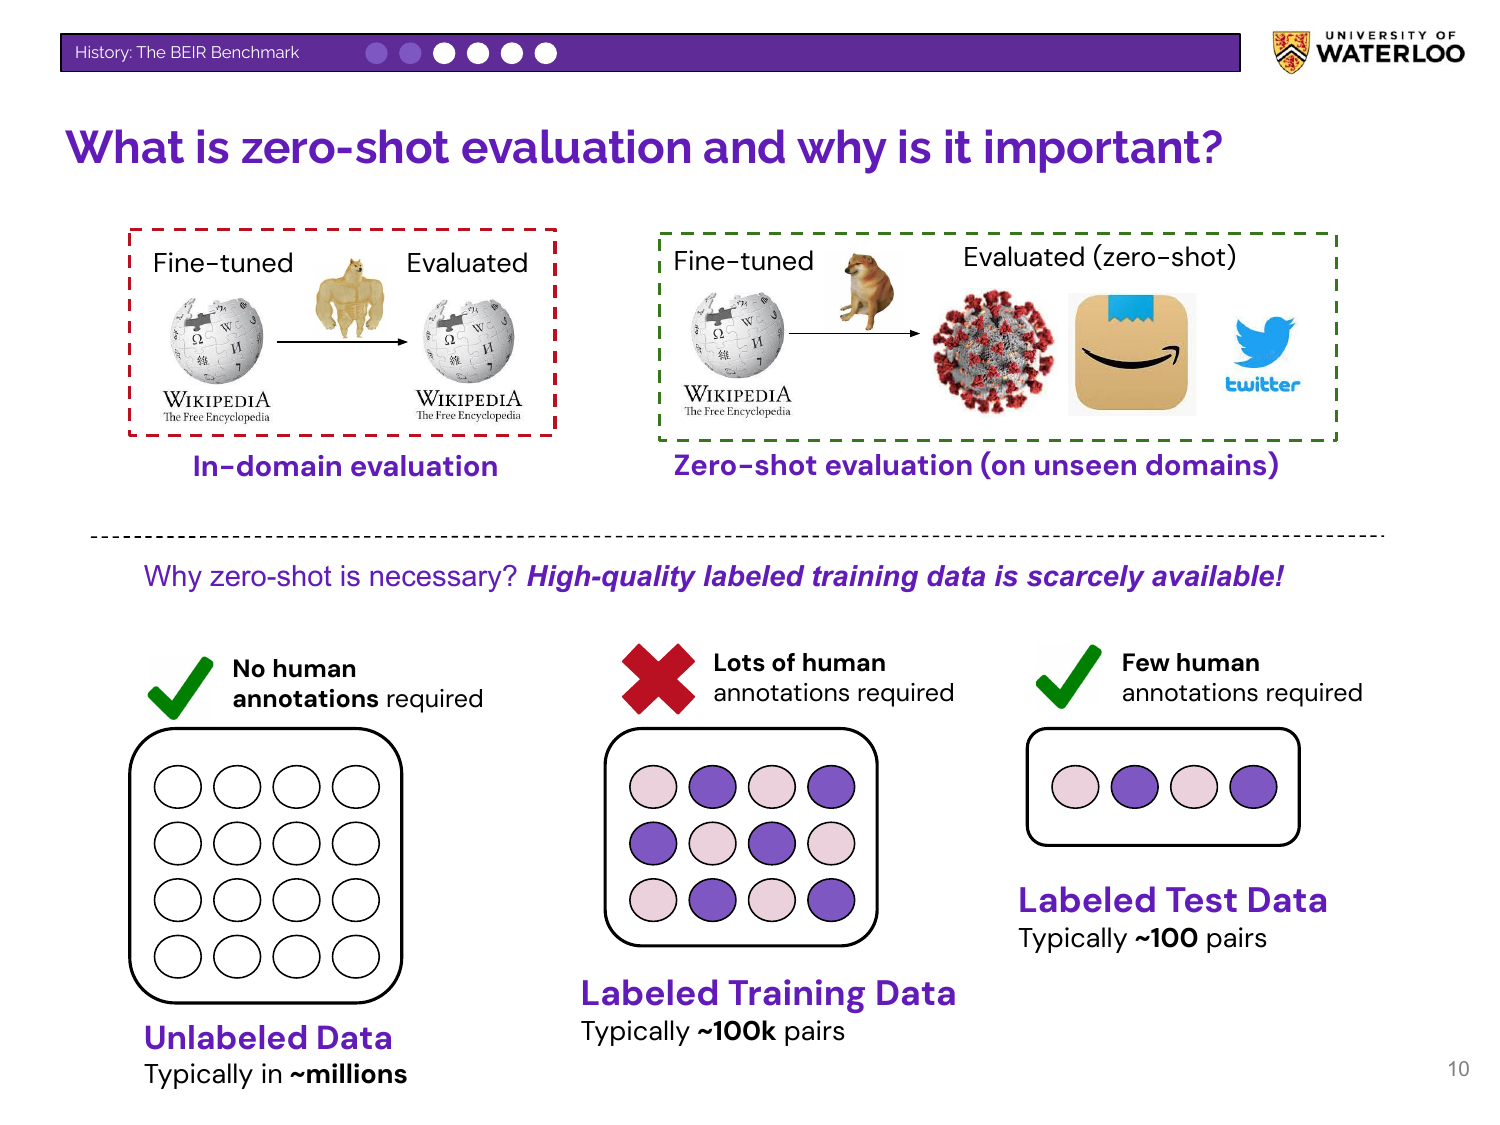 History: The BEIR Benchmark
UNIVERSITY OF
WATERLOO
What is zero-shot evaluation and why is it important?
Fine-tuned
Evaluated
WIKIPEDIA
The Free Encyclopedia
WIKIPEDIA
The Free Encyclopedia
In-domain evaluation
Fine-tuned
Evaluated (zero-shot)
WIKIPEDIA
The Free Encyclopedia
twitter
Zero-shot evaluation (on unseen domains)
Why zero-shot is necessary? High-quality labeled training data is scarcely available!
No human
annotations required
Unlabeled Data
Typically in ~millions
Lots of human
annotations required
Labeled Training Data
Typically ~100k pairs
Few human
annotations required
Labeled Test Data
Typically ~100 pairs
10